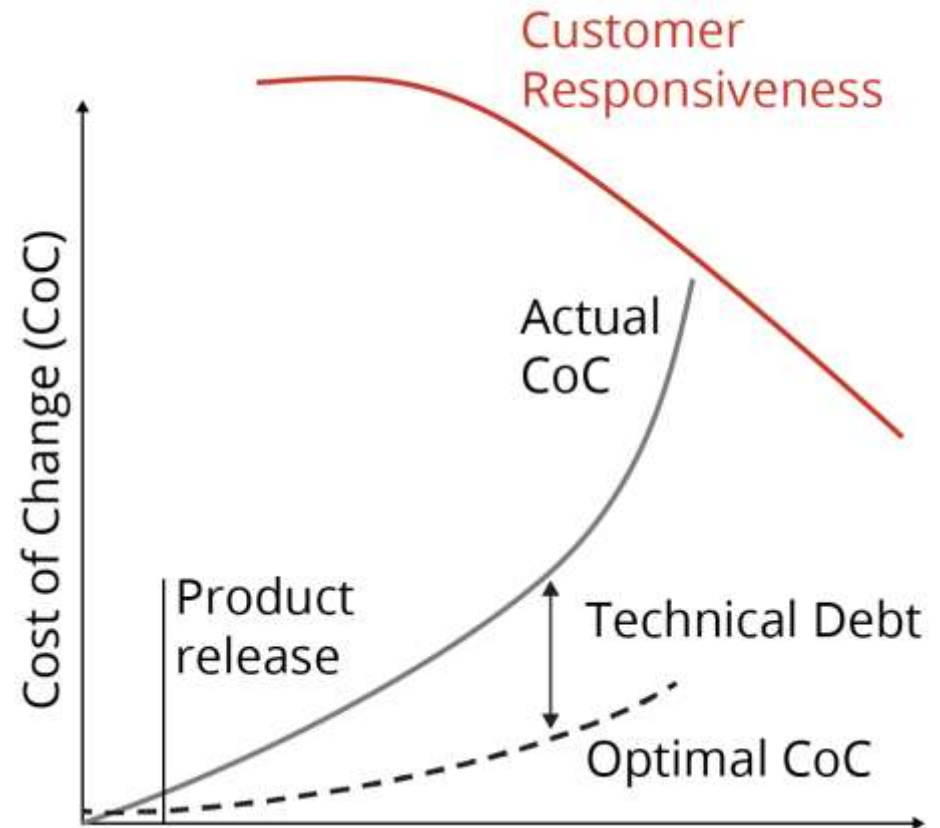 Customer
Responsiveness
Cost of Change (CoC)
Actual
CoC
Product
release
Technical Debt
Optimal CoC